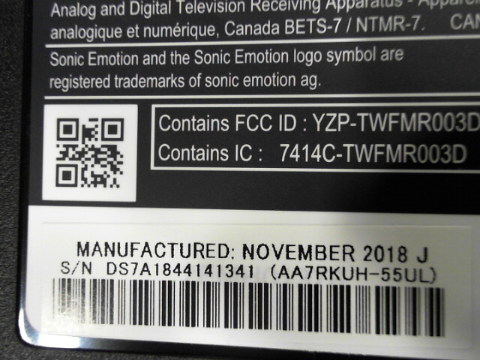 Analog and Digital Television Receiving Apparatus - Appareil
analogique et numérique, Canada BETS-7 / NTMR-7. CAN
Sonic Emotion and the Sonic Emotion logo symbol are
registered trademarks of sonic emotion ag.
Contains FCC ID : YZP-TWFMR003D
Contains IC : 7414C-TWFMR003D
MANUFACTURED: NOVEMBER 2018 J
S/N DS7A1844141341 (AA7RKUH-55UL)